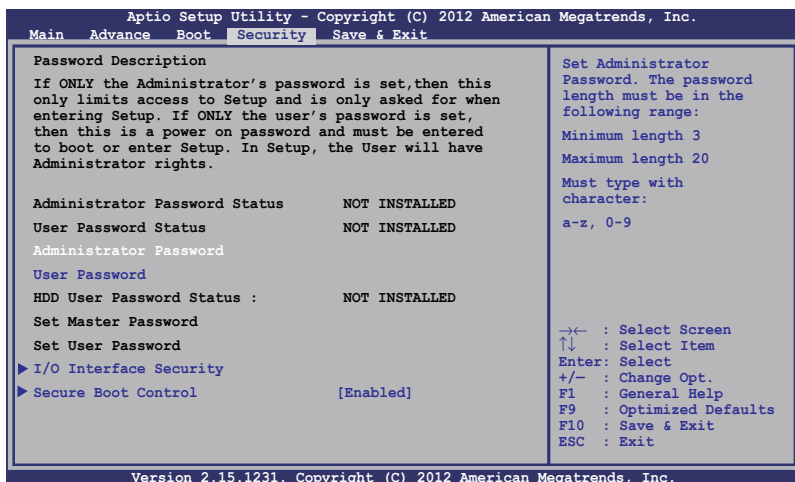 Aptio Setup Utility - Copyright (C) 2012 American Megatrends, Inc.
Main Advance Boot Security Save & Exit
Password Description
If ONLY the Administrator's password is set,then this
only limits access to Setup and is only asked for when
entering Setup. If ONLY the user's password is set,
then this is a power on password and must be entered
to boot or enter Setup. In Setup, the User will have
Administrator rights.
Administrator Password Status NOT INSTALLED
User Password Status NOT INSTALLED
Administrator Password
User Password
HDD User Password Status : NOT INSTALLED
Set Master Password
Set User Password
I/O Interface Security
Secure Boot Control [Enabled]
Set Administrator
Password. The password
length must be in the
following range:
Minimum length 3
Maximum length 20
Must type with
character:
a-z, 0-9
→← : Select Screen
↑↓ : Select Item
Enter: Select
+/— : Change Opt.
F1 : General Help
F9 : Optimized Defaults
F10 : Save & Exit
ESC : Exit
Version 2.15.1231. Copyright (C) 2012 American Megatrends, Inc.